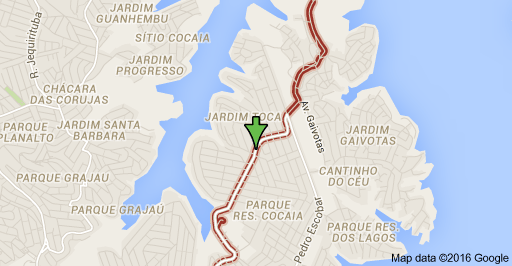 JARDIM
GUANHEMBU
SÍTIO COCAIA
R. Jequirituba
JARDIM
PROGRESSO
CHÁCARA
DAS CORUJAS
JARDIM TOCA
Av. Gaivotas
PARQUE
PLANALTO
JARDIM SANTA
BARBARA
JARDIM
GAIVOTAS
PARQUE GRAJAU
CANTINHO
DO CÉU
PARQUE GRAJAÚ
PARQUE
RES. COCAIA
Pedro Escobar
PARQUE RES
DOS LAGOS
Map data ©2016 Google